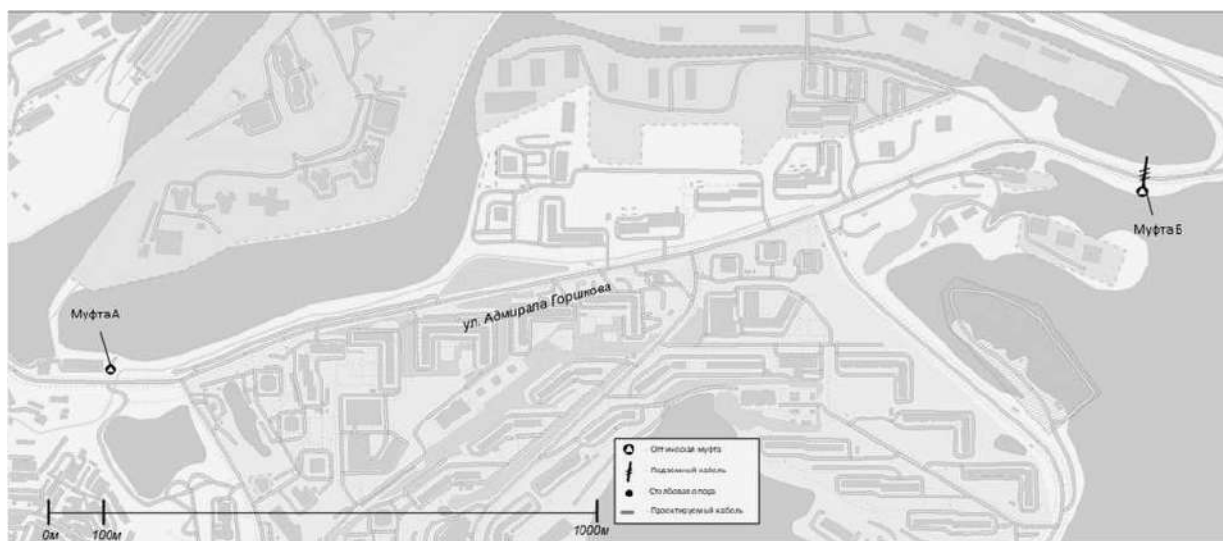 Муфта А
ул. Адмирала Горшкова
Муфта Б
Оптическая муфта
Подземный кабель
Столбовая опора
Проектируемый кабель
0м 100м 1000м